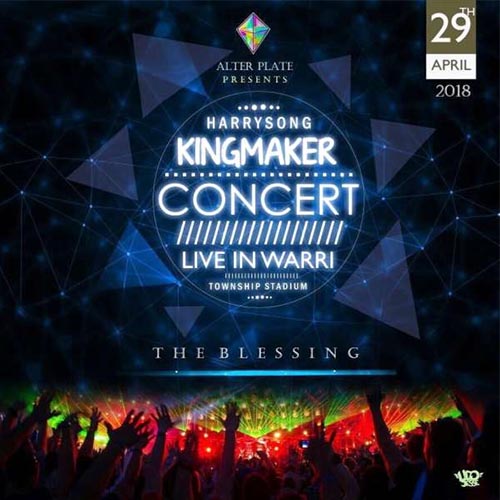 ALTER PLATE
PRESENTS
29TH
APRIL
2018
HARRYSONG
KINGMAKER
CONCERT
LIVE IN WARRI
TOWNSHIP STADIUM
THE BLESSING